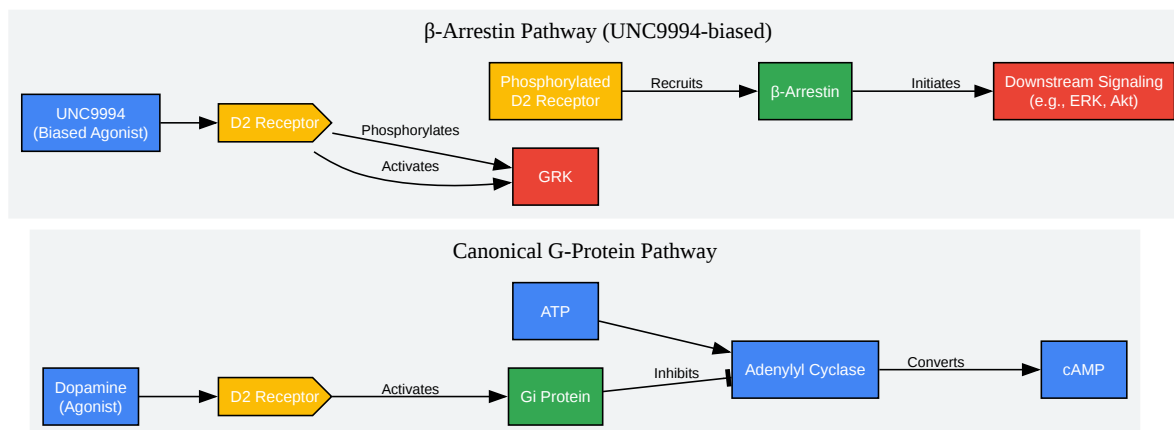 β-Arrestin Pathway (UNC9994-biased)
UNC9994
(Biased Agonist)
D2 Receptor
Phosphorylates
Activates
GRK
Phosphorylated
D2 Receptor
Recruits
β-Arrestin
Initiates
Downstream Signaling
(e.g., ERK, Akt)
Canonical G-Protein Pathway
ATP
Dopamine
(Agonist)
D2 Receptor
Activates
Gi Protein
Inhibits
Adenylyl Cyclase
Converts
cAMP